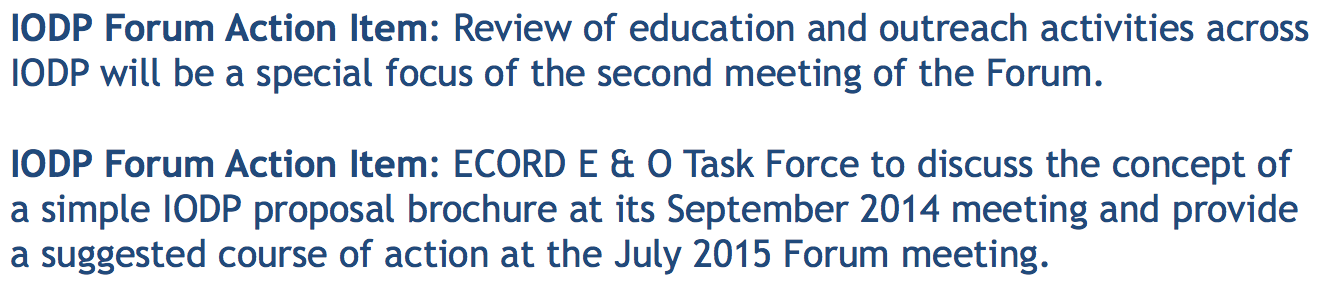 IODP Forum Action Item: Review of education and outreach activities across
IODP will be a special focus of the second meeting of the Forum.
IODP Forum Action Item: ECORD E & O Task Force to discuss the concept of
a simple IODP proposal brochure at its September 2014 meeting and provide
a suggested course of action at the July 2015 Forum meeting.